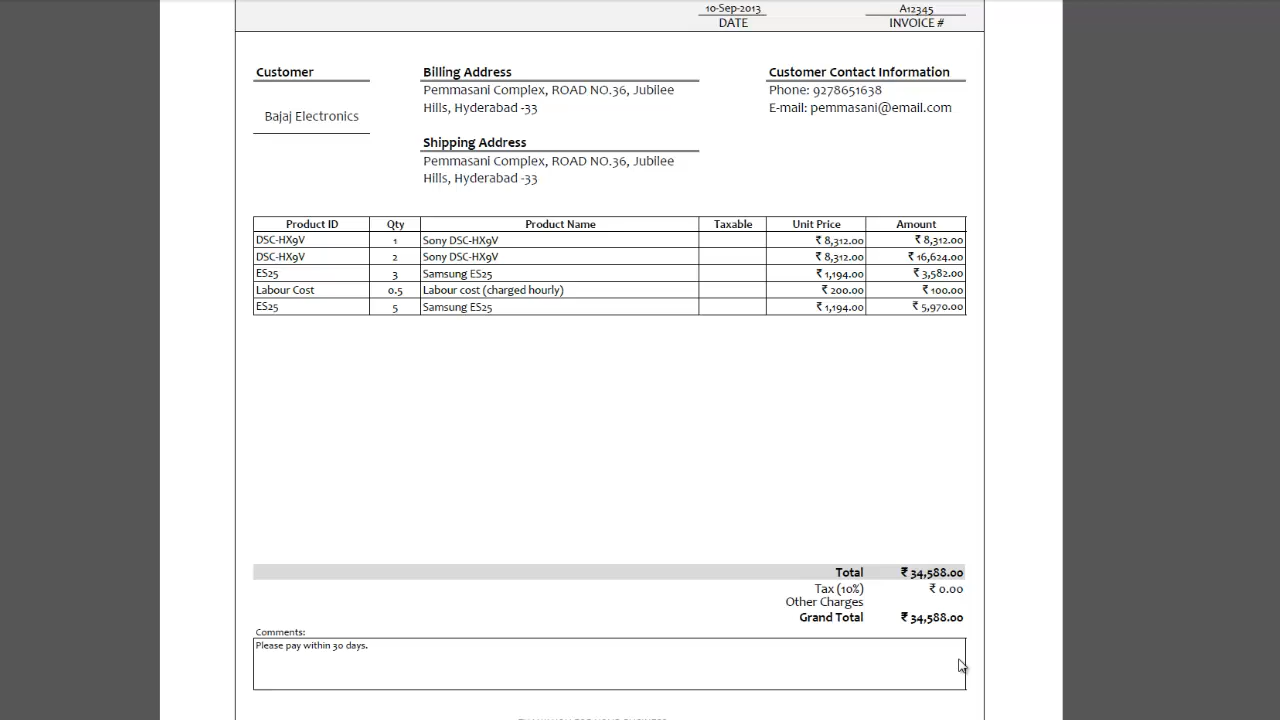 10-Sep-2013 A12345
DATE INVOICE #
Customer Billing Address Customer Contact Information
Pemmasani Complex, ROAD NO.36, Jubilee Phone: 9278651638
Hills, Hyderabad -33 E-mail: pemmasani@email.com
Bajaj Electronics
Shipping Address
Pemmasani Complex, ROAD NO.36, Jubilee
Hills, Hyderabad -33
Product ID Qty Product Name Taxable Unit Price Amount
DSC-HX9V 1 Sony DSC-HX9V ₹ 8,312.00 ₹ 8,312.00
DSC-HX9V 2 Sony DSC-HX9V ₹ 8,312.00 ₹ 16,624.00
ES25 3 Samsung ES25 ₹ 1,194.00 ₹ 3,582.00
Labour Cost 0.5 Labour cost (charged hourly) ₹ 200.00 ₹ 100.00
ES25 5 Samsung ES25 ₹ 1,194.00 ₹ 5,970.00
Total ₹ 34,588.00
Tax (10%) ₹ 0.00
Other Charges
Grand Total ₹ 34,588.00
Comments:
Please pay within 30 days.